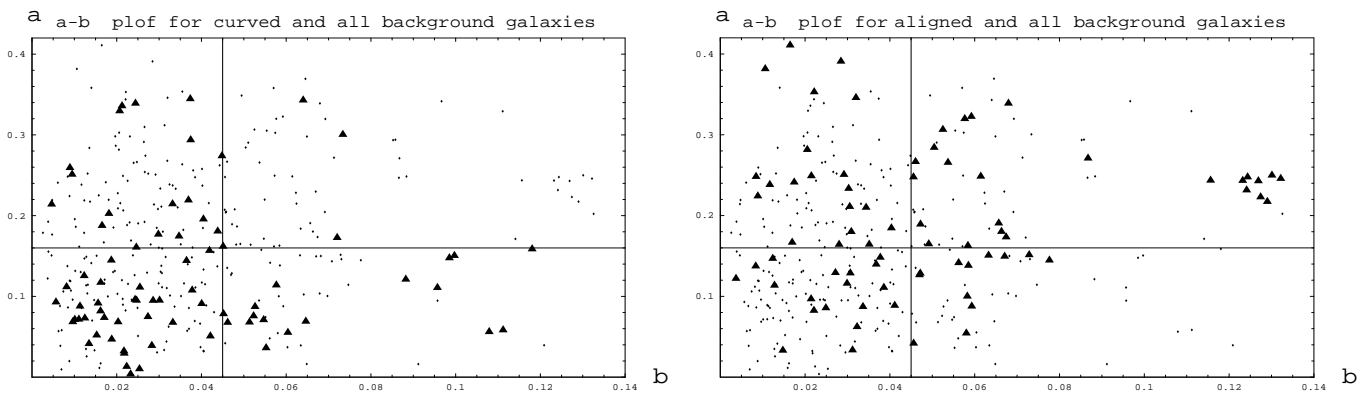 a
a-b plof for curved and all background galaxies
0.4
0.3
0.2
0.1
0.02 0.04 0.06 0.08 0.1 0.12 0.14
b
a
a-b plof for aligned and all background galaxies
0.4
0.3
0.2
0.1
0.02 0.04 0.06 0.08 0.1 0.12 0.14
b